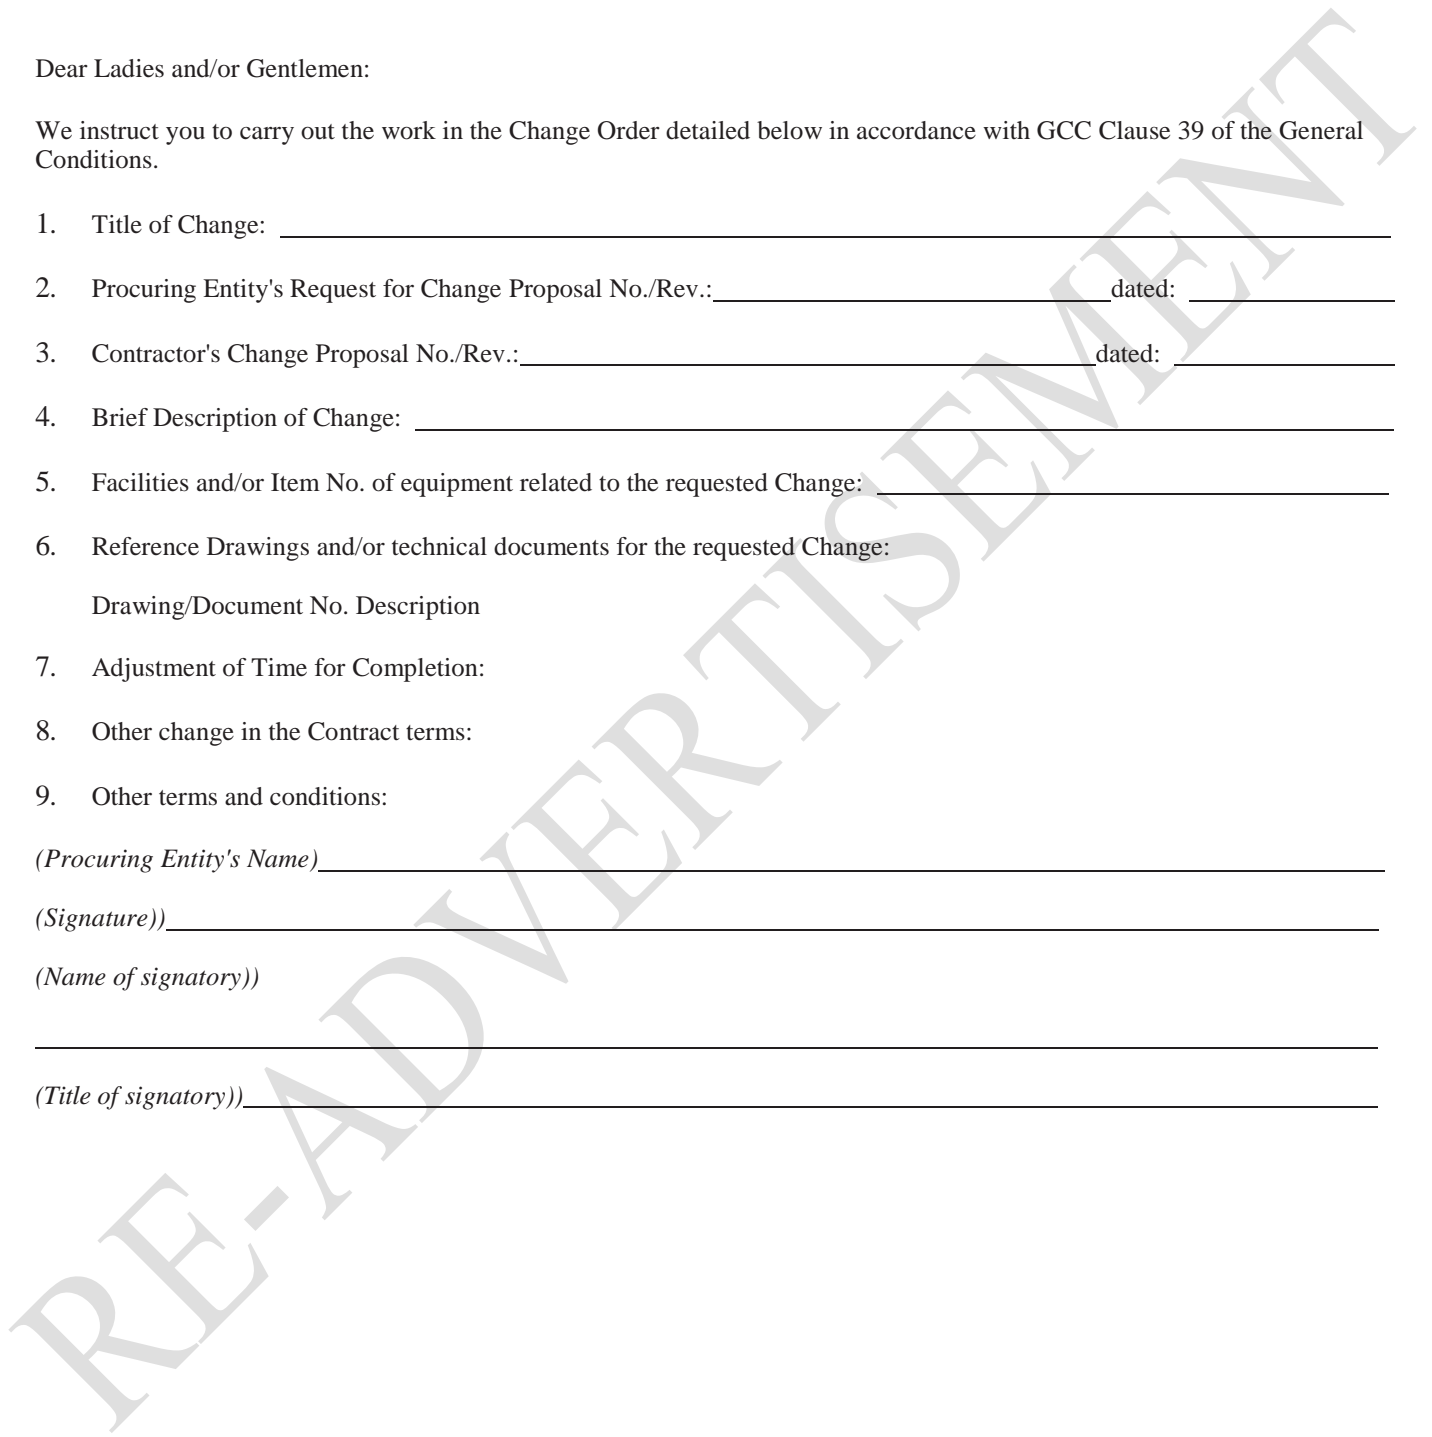 Dear Ladies and/or Gentlemen:
We instruct you to carry out the work in the Change Order detailed below in accordance with GCC Clause 39 of the General
Conditions.
1. Title of Change:
2. Procuring Entity's Request for Change Proposal No./Rev.: dated:
3. Contractor's Change Proposal No./Rev.: dated:
4. Brief Description of Change:
5. Facilities and/or Item No. of equipment related to the requested Change:
6. Reference Drawings and/or technical documents for the requested Change:
Drawing/Document No. Description
7. Adjustment of Time for Completion:
8. Other change in the Contract terms:
9. Other terms and conditions:
(Procuring Entity's Name)
(Signature))
(Name of signatory))
(Title of signatory))
RE-ADVERTISEMENT